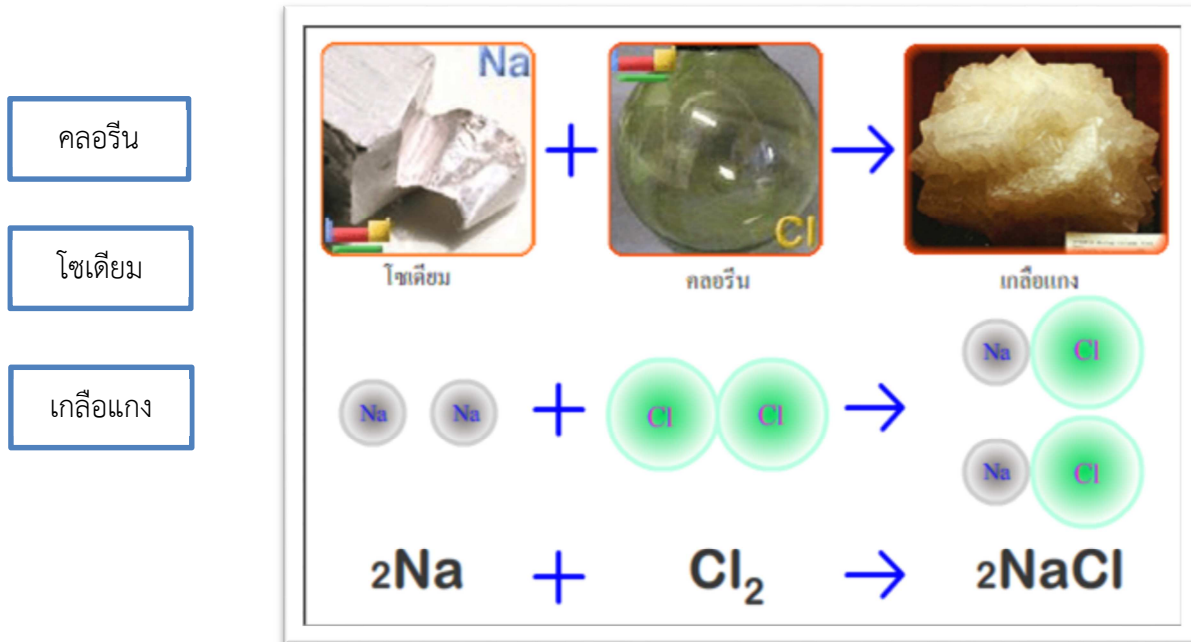 คลอรีน
โซเดียม
เกลือแกง
Na
Cl
+ →
โซเดียม คลอรีน เกลือแกง
Na Cl
Na Na + Cl Cl →
Na Cl
2Na + Cl₂ → 2NaCl